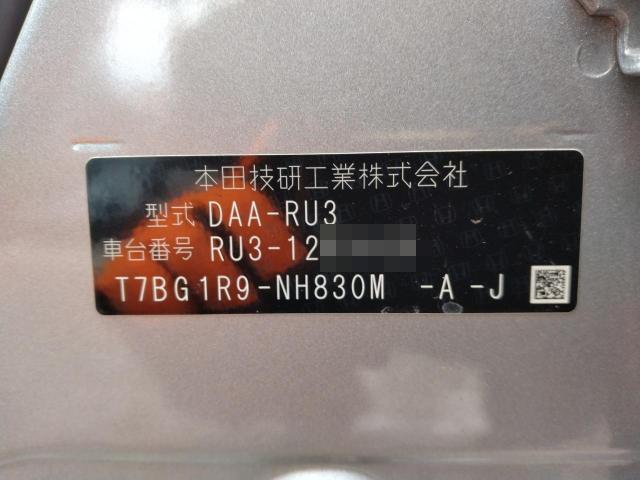 本田技研工業株式会社
型式 DAA-RU3
車台番号 RU3-12
T7BG1R9-NH830M -A -J